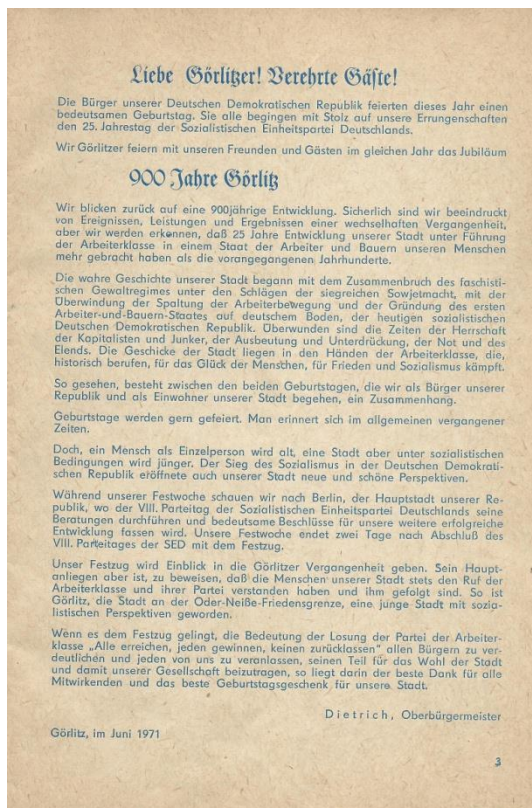 Liebe Görlitzer! Verehrte Gäste!
Die Bürger unserer Deutschen Demokratischen Republik feierten dieses Jahr einen
bedeutsamen Geburtstag. Sie alle begingen mit Stolz auf unsere Errungenschaften
den 25. Jahrestag der Sozialistischen Einheitspartei Deutschlands.
Wir Görlitzer feiern mit unseren Freunden und Gästen im gleichen Jahr das Jubiläum
900 Jahre Görlitz
Wir blicken zurück auf eine 900jährige Entwicklung. Sicherlich sind wir beeindruckt
von Ereignissen, Leistungen und Ergebnissen einer wechselhaften Vergangenheit,
aber wir werden erkennen, daß 25 Jahre Entwicklung unserer Stadt unter Führung
der Arbeiterklasse in einem Staat der Arbeiter und Bauern unseren Menschen
mehr gebracht haben als die vorangegangenen Jahrhunderte.
Die wahre Geschichte unserer Stadt begann mit dem Zusammenbruch des faschisti-
schen Gewaltregimes unter den Schlägen der siegreichen Sowjetmacht, mit der
Überwindung der Spaltung der Arbeiterbewegung und der Gründung des ersten
Arbeiter-und-Bauern-Staates auf deutschem Boden, der heutigen sozialistischen
Deutschen Demokratischen Republik. Überwunden sind die Zeiten der Herrschaft
der Kapitalisten und Junker, der Ausbeutung und Unterdrückung, der Not und des
Elends. Die Geschicke der Stadt liegen in den Händen der Arbeiterklasse, die,
historisch berufen, für das Glück der Menschen, für Frieden und Sozialismus kämpft.
So gesehen, besteht zwischen den beiden Geburtstagen, die wir als Bürger unserer
Republik und als Einwohner unserer Stadt begehen, ein Zusammenhang.
Geburtstage werden gern gefeiert. Man erinnert sich im allgemeinen vergangener
Zeiten.
Doch, ein Mensch als Einzelperson wird alt, eine Stadt aber unter sozialistischen
Bedingungen wird jünger. Der Sieg des Sozialismus in der Deutschen Demokrati-
schen Republik eröffnete auch unserer Stadt neue und schöne Perspektiven.
Während unserer Festwoche schauen wir nach Berlin, der Hauptstadt unserer Re-
publik, wo der VIII. Parteitag der Sozialistischen Einheitspartei Deutschlands seine
Beratungen durchführen und bedeutsame Beschlüsse für unsere weitere erfolgreiche
Entwicklung fassen wird. Unsere Festwoche endet zwei Tage nach Abschluß des
VIII. Parteitages der SED mit dem Festzug.
Unser Festzug wird Einblick in die Görlitzer Vergangenheit geben. Sein Haupt-
anliegen aber ist, zu beweisen, daß die Menschen unserer Stadt stets den Ruf der
Arbeiterklasse und ihrer Partei verstanden haben und ihm gefolgt sind. So ist
Görlitz, die Stadt an der Oder-Neiße-Friedensgrenze, eine junge Stadt mit sozia-
listischen Perspektiven geworden.
Wenn es dem Festzug gelingt, die Bedeutung der Losung der Partei der Arbeiter-
klasse „Alle erreichen, jeden gewinnen, keinen zurücklassen" allen Bürgern zu ver-
deutlichen und jeden von uns zu veranlassen, seinen Teil für das Wohl der Stadt
und damit unserer Gesellschaft beizutragen, so liegt darin der beste Dank für alle
Mitwirkenden und das beste Geburtstagsgeschenk für unsere Stadt.
Dietrich, Oberbürgermeister
Görlitz, im Juni 1971
3